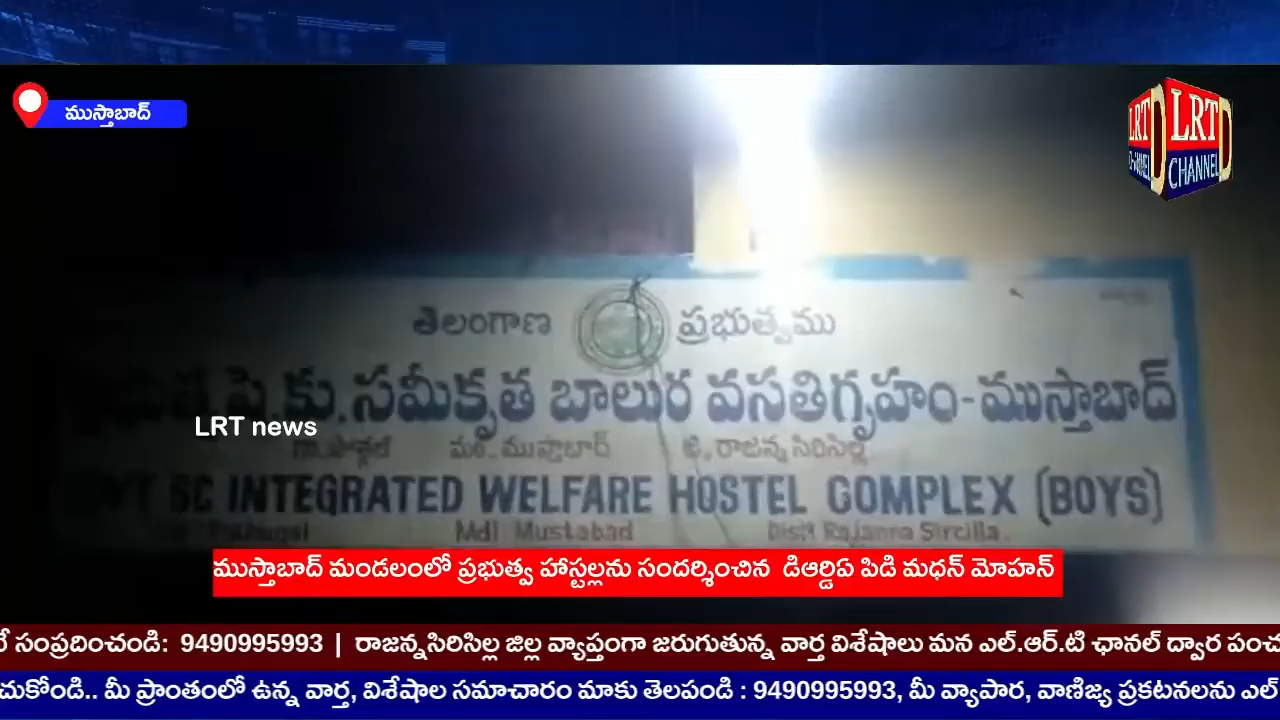 ముస్తాబాద్
LRT
LRT
CHANNEL
D
తెలంగాణ ప్రభుత్వము
కు.సమీకృత బాలుర వసతిగృహం-ముస్తాబాద్
మం.ముస్తాబాద్ జి.రాజన్న సిరిసిల్ల
LRT news
SC INTEGRATED WELFARE HOSTEL COMPLEX (BOYS)
Mdl. Mustabad Dist. Rajanna Sircilla.
ముస్తాబాద్ మండలంలో ప్రభుత్వ హాస్టల్లను సందర్శించిన డిఆర్డిఏ పిడి మధన్ మోహన్
సంప్రదించండి: 9490995993 | రాజన్నసిరిసిల్ల జిల్ల వ్యాప్తంగా జరుగుతున్న వార్త విశేషాలు మన ఎల్.ఆర్.టి ఛానల్ ద్వార పంచు
చుకోండి.. మీ ప్రాంతంలో ఉన్న వార్త, విశేషాల సమాచారం మాకు తెలపండి : 9490995993, మీ వ్యాపార, వాణిజ్య ప్రకటనలను ఎల్